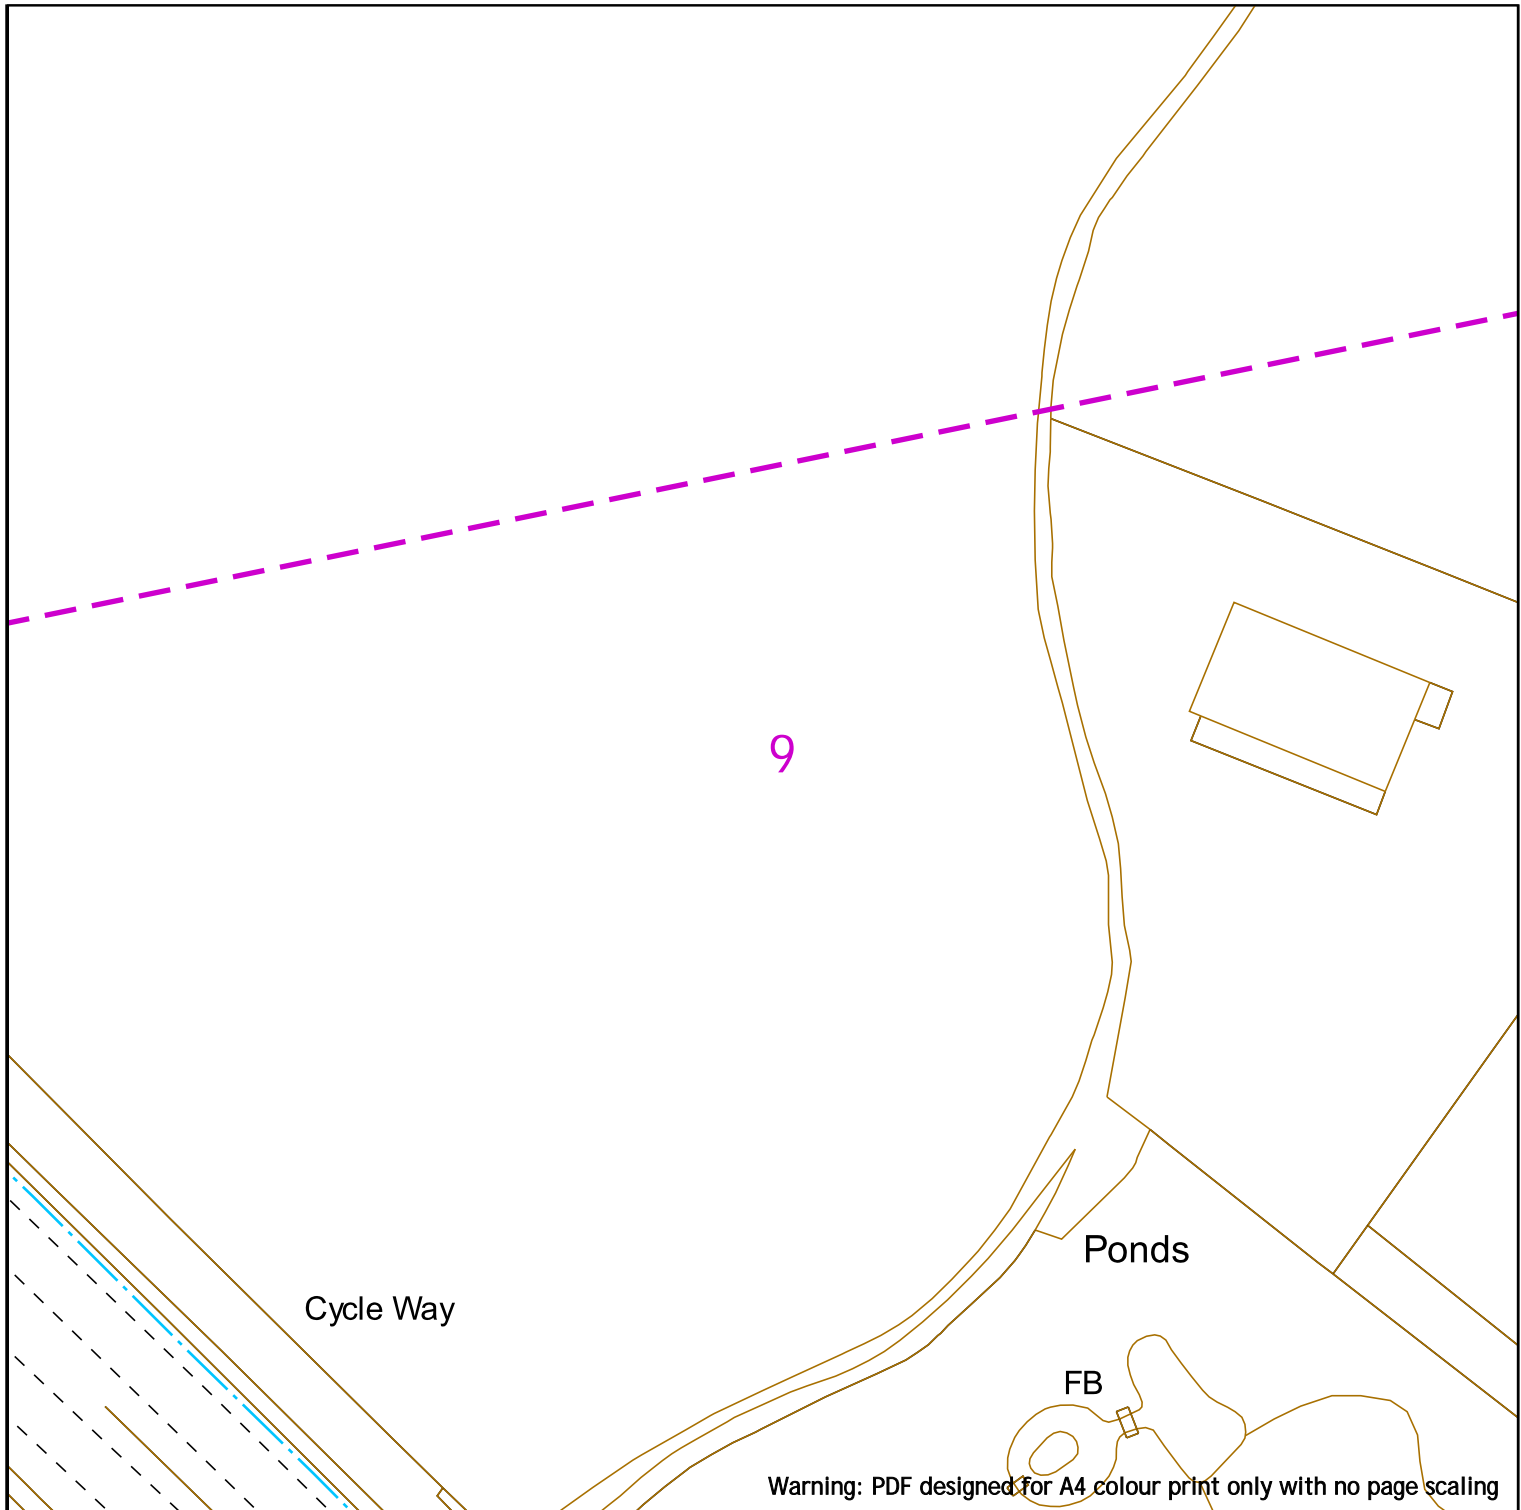 9
Ponds
Cycle Way
FB
Warning: PDF designed for A4 colour print only with no page scaling